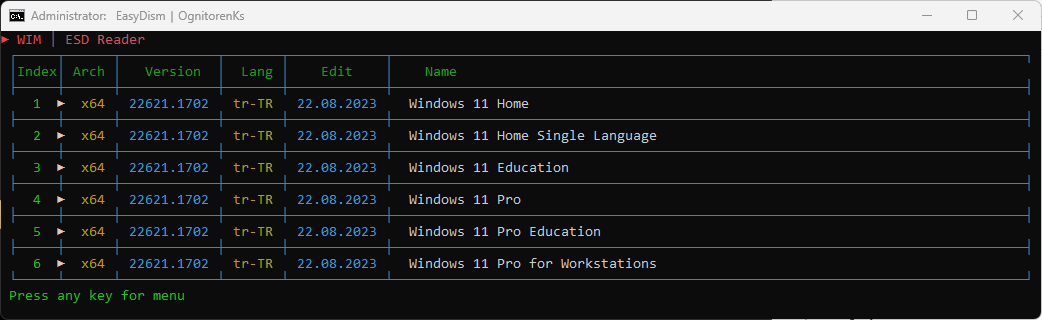 Administrator: EasyDism | OgnitorenKs
► WIM │ ESD Reader
Index│ Arch │ Version │ Lang │ Edit │ Name
1 ► x64 │ 22621.1702 │ tr-TR │ 22.08.2023 │ Windows 11 Home
2 ► x64 │ 22621.1702 │ tr-TR │ 22.08.2023 │ Windows 11 Home Single Language
3 ► x64 │ 22621.1702 │ tr-TR │ 22.08.2023 │ Windows 11 Education
4 ► x64 │ 22621.1702 │ tr-TR │ 22.08.2023 │ Windows 11 Pro
5 ► x64 │ 22621.1702 │ tr-TR │ 22.08.2023 │ Windows 11 Pro Education
6 ► x64 │ 22621.1702 │ tr-TR │ 22.08.2023 │ Windows 11 Pro for Workstations
Press any key for menu